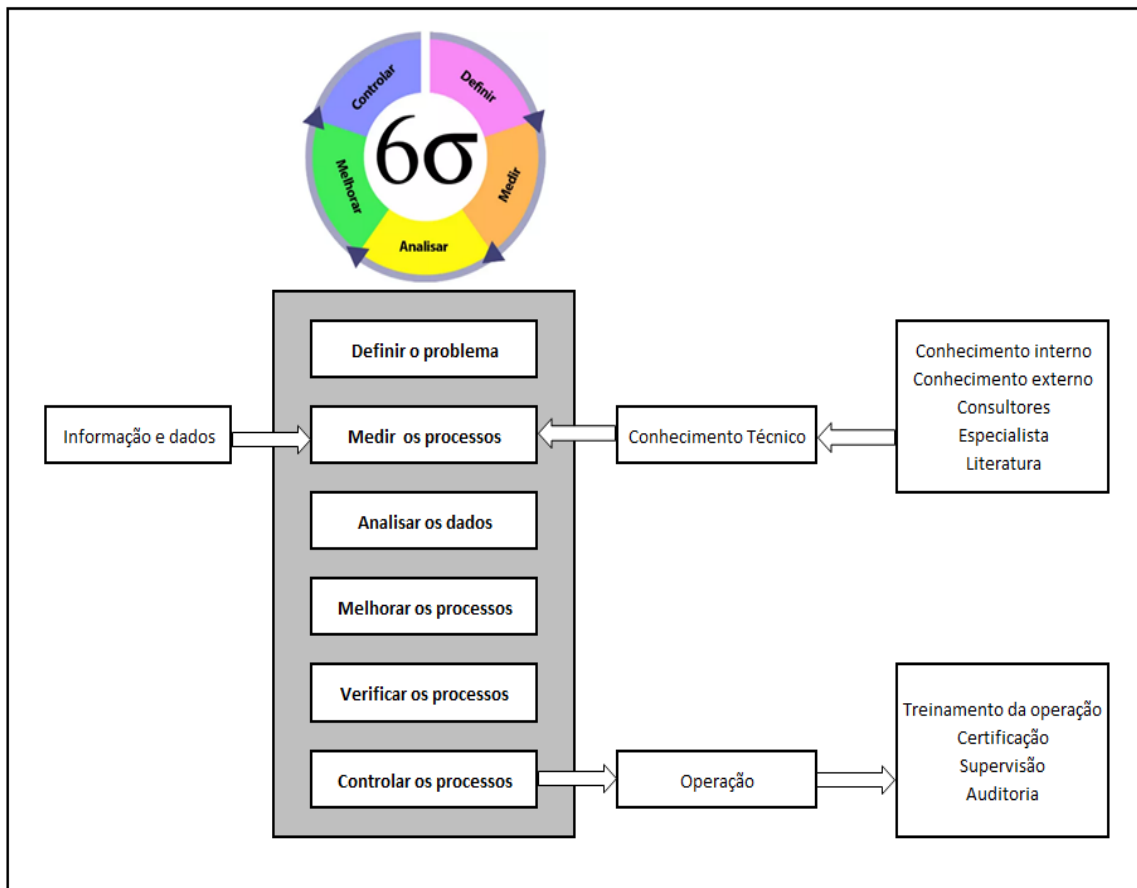 Controlar
Definir
6σ
Melhorar
Medir
Analisar
Definir o problema
Informação e dados
Medir os processos
Conhecimento Técnico
Conhecimento interno
Conhecimento externo
Consultores
Especialista
Literatura
Analisar os dados
Melhorar os processos
Verificar os processos
Controlar os processos
Operação
Treinamento da operação
Certificação
Supervisão
Auditoria